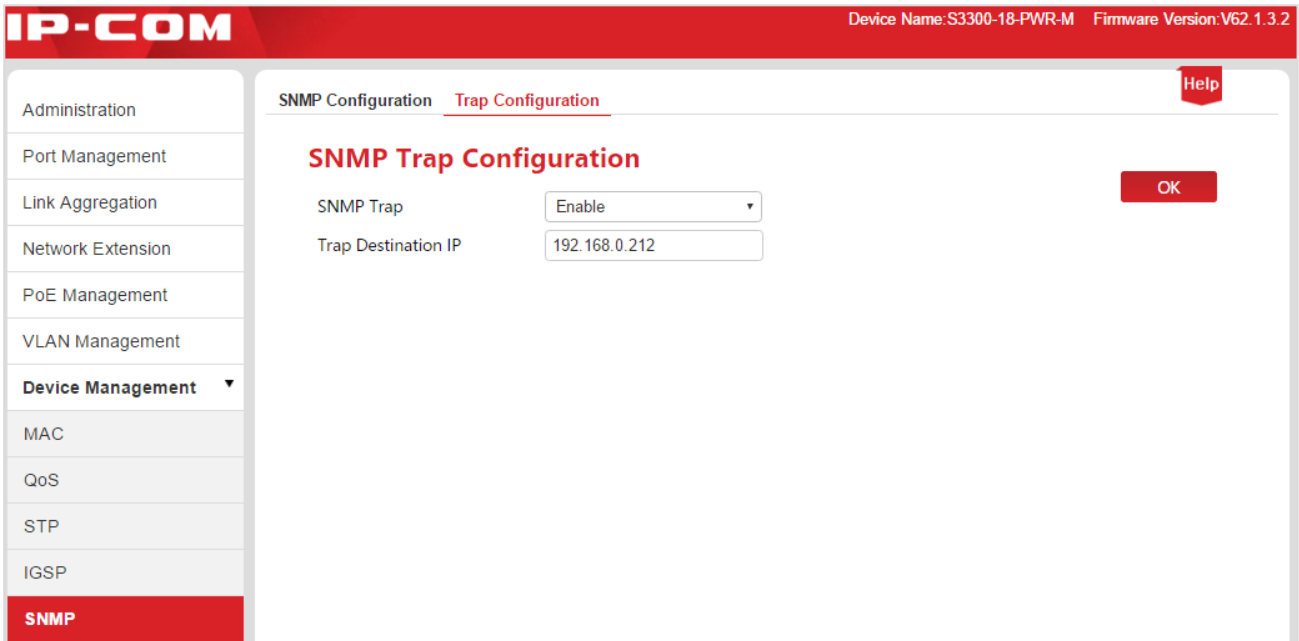 IP-COM
Device Name:S3300-18-PWR-M Firmware Version:V62.1.3.2
Administration
Port Management
Link Aggregation
Network Extension
PoE Management
VLAN Management
Device Management
MAC
QoS
STP
IGSP
SNMP
SNMP Configuration Trap Configuration
Help
SNMP Trap Configuration
OK
SNMP Trap Enable
Trap Destination IP 192.168.0.212